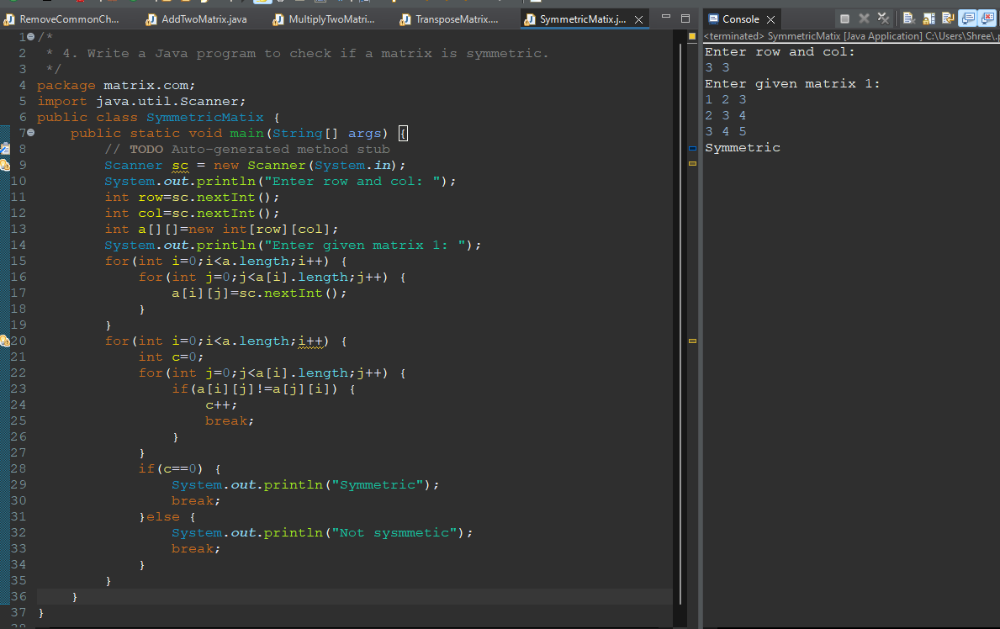 RemoveCommonCh... AddTwoMatrix.java MultiplyTwoMatri... TransposeMatrix.... SymmetricMatix.j...
1 /*
2  * 4. Write a Java program to check if a matrix is symmetric.
3  */
4 package matrix.com;
5 import java.util.Scanner;
6 public class SymmetricMatix {
7     public static void main(String[] args) {
8         // TODO Auto-generated method stub
9         Scanner sc = new Scanner(System.in);
10         System.out.println("Enter row and col: ");
11         int row=sc.nextInt();
12         int col=sc.nextInt();
13         int a[][]=new int[row][col];
14         System.out.println("Enter given matrix 1: ");
15         for(int i=0;i<a.length;i++) {
16             for(int j=0;j<a[i].length;j++) {
17                 a[i][j]=sc.nextInt();
18             }
19         }
20         for(int i=0;i<a.length;i++) {
21             int c=0;
22             for(int j=0;j<a[i].length;j++) {
23                 if(a[i][j]!=a[j][i]) {
24                     c++;
25                     break;
26                 }
27             }
28             if(c==0) {
29                 System.out.println("Symmetric");
30                 break;
31             }else {
32                 System.out.println("Not sysmmetic");
33                 break;
34             }
35         }
36     }
37 }
Console
<terminated> SymmetricMatix [Java Application] C:\Users\Shree\.p
Enter row and col:
3 3
Enter given matrix 1:
1 2 3
2 3 4
3 4 5
Symmetric